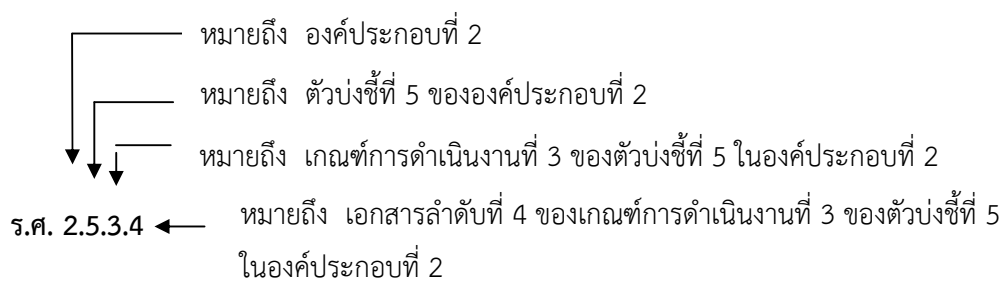 หมายถึง องค์ประกอบที่ 2
หมายถึง ตัวบ่งชี้ที่ 5 ขององค์ประกอบที่ 2
หมายถึง เกณฑ์การดำเนินงานที่ 3 ของตัวบ่งชี้ที่ 5 ในองค์ประกอบที่ 2
ร.ศ. 2.5.3.4 หมายถึง เอกสารลำดับที่ 4 ของเกณฑ์การดำเนินงานที่ 3 ของตัวบ่งชี้ที่ 5
ในองค์ประกอบที่ 2